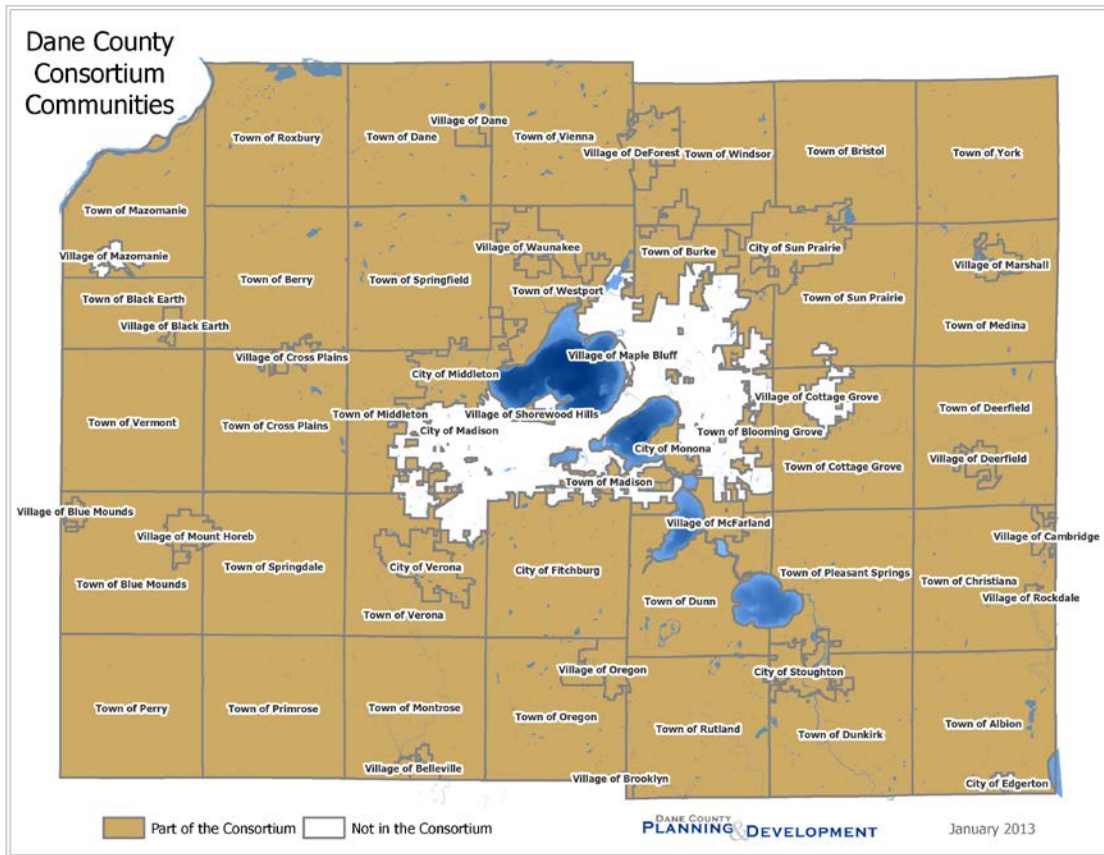 Dane County
Consortium
Communities
Village of Dane
Town of Roxbury
Town of Dane
Town of Vienna
Village of DeForest
Town of Windsor
Town of Bristol
Town of York
Town of Mazomanie
Village of Mazomanie
Village of Waunakee
Town of Burke
City of Sun Prairie
Village of Marshall
Town of Berry
Town of Springfield
Town of Westport
Town of Sun Prairie
Town of Black Earth
Village of Black Earth
Town of Medina
Village of Cross Plains
Village of Maple Bluff
City of Middleton
Village of Cottage Grove
Town of Vermont
Town of Cross Plains
Town of Middleton
City of Madison
Village of Shorewood Hills
Town of Blooming Grove
Town of Deerfield
City of Monona
Village of Deerfield
Town of Cottage Grove
Town of Madison
Village of Blue Mounds
Village of Mount Horeb
Village of McFarland
Village of Cambridge
Town of Blue Mounds
Town of Springdale
City of Verona
City of Fitchburg
Town of Pleasant Springs
Town of Christiana
Village of Rockdale
Town of Verona
Town of Dunn
Village of Oregon
City of Stoughton
Town of Perry
Town of Primrose
Town of Montrose
Town of Oregon
Town of Rutland
Town of Dunkirk
Town of Albion
Village of Belleville
Village of Brooklyn
City of Edgerton
Part of the Consortium
Not in the Consortium
DANE COUNTY
PLANNING & DEVELOPMENT
January 2013